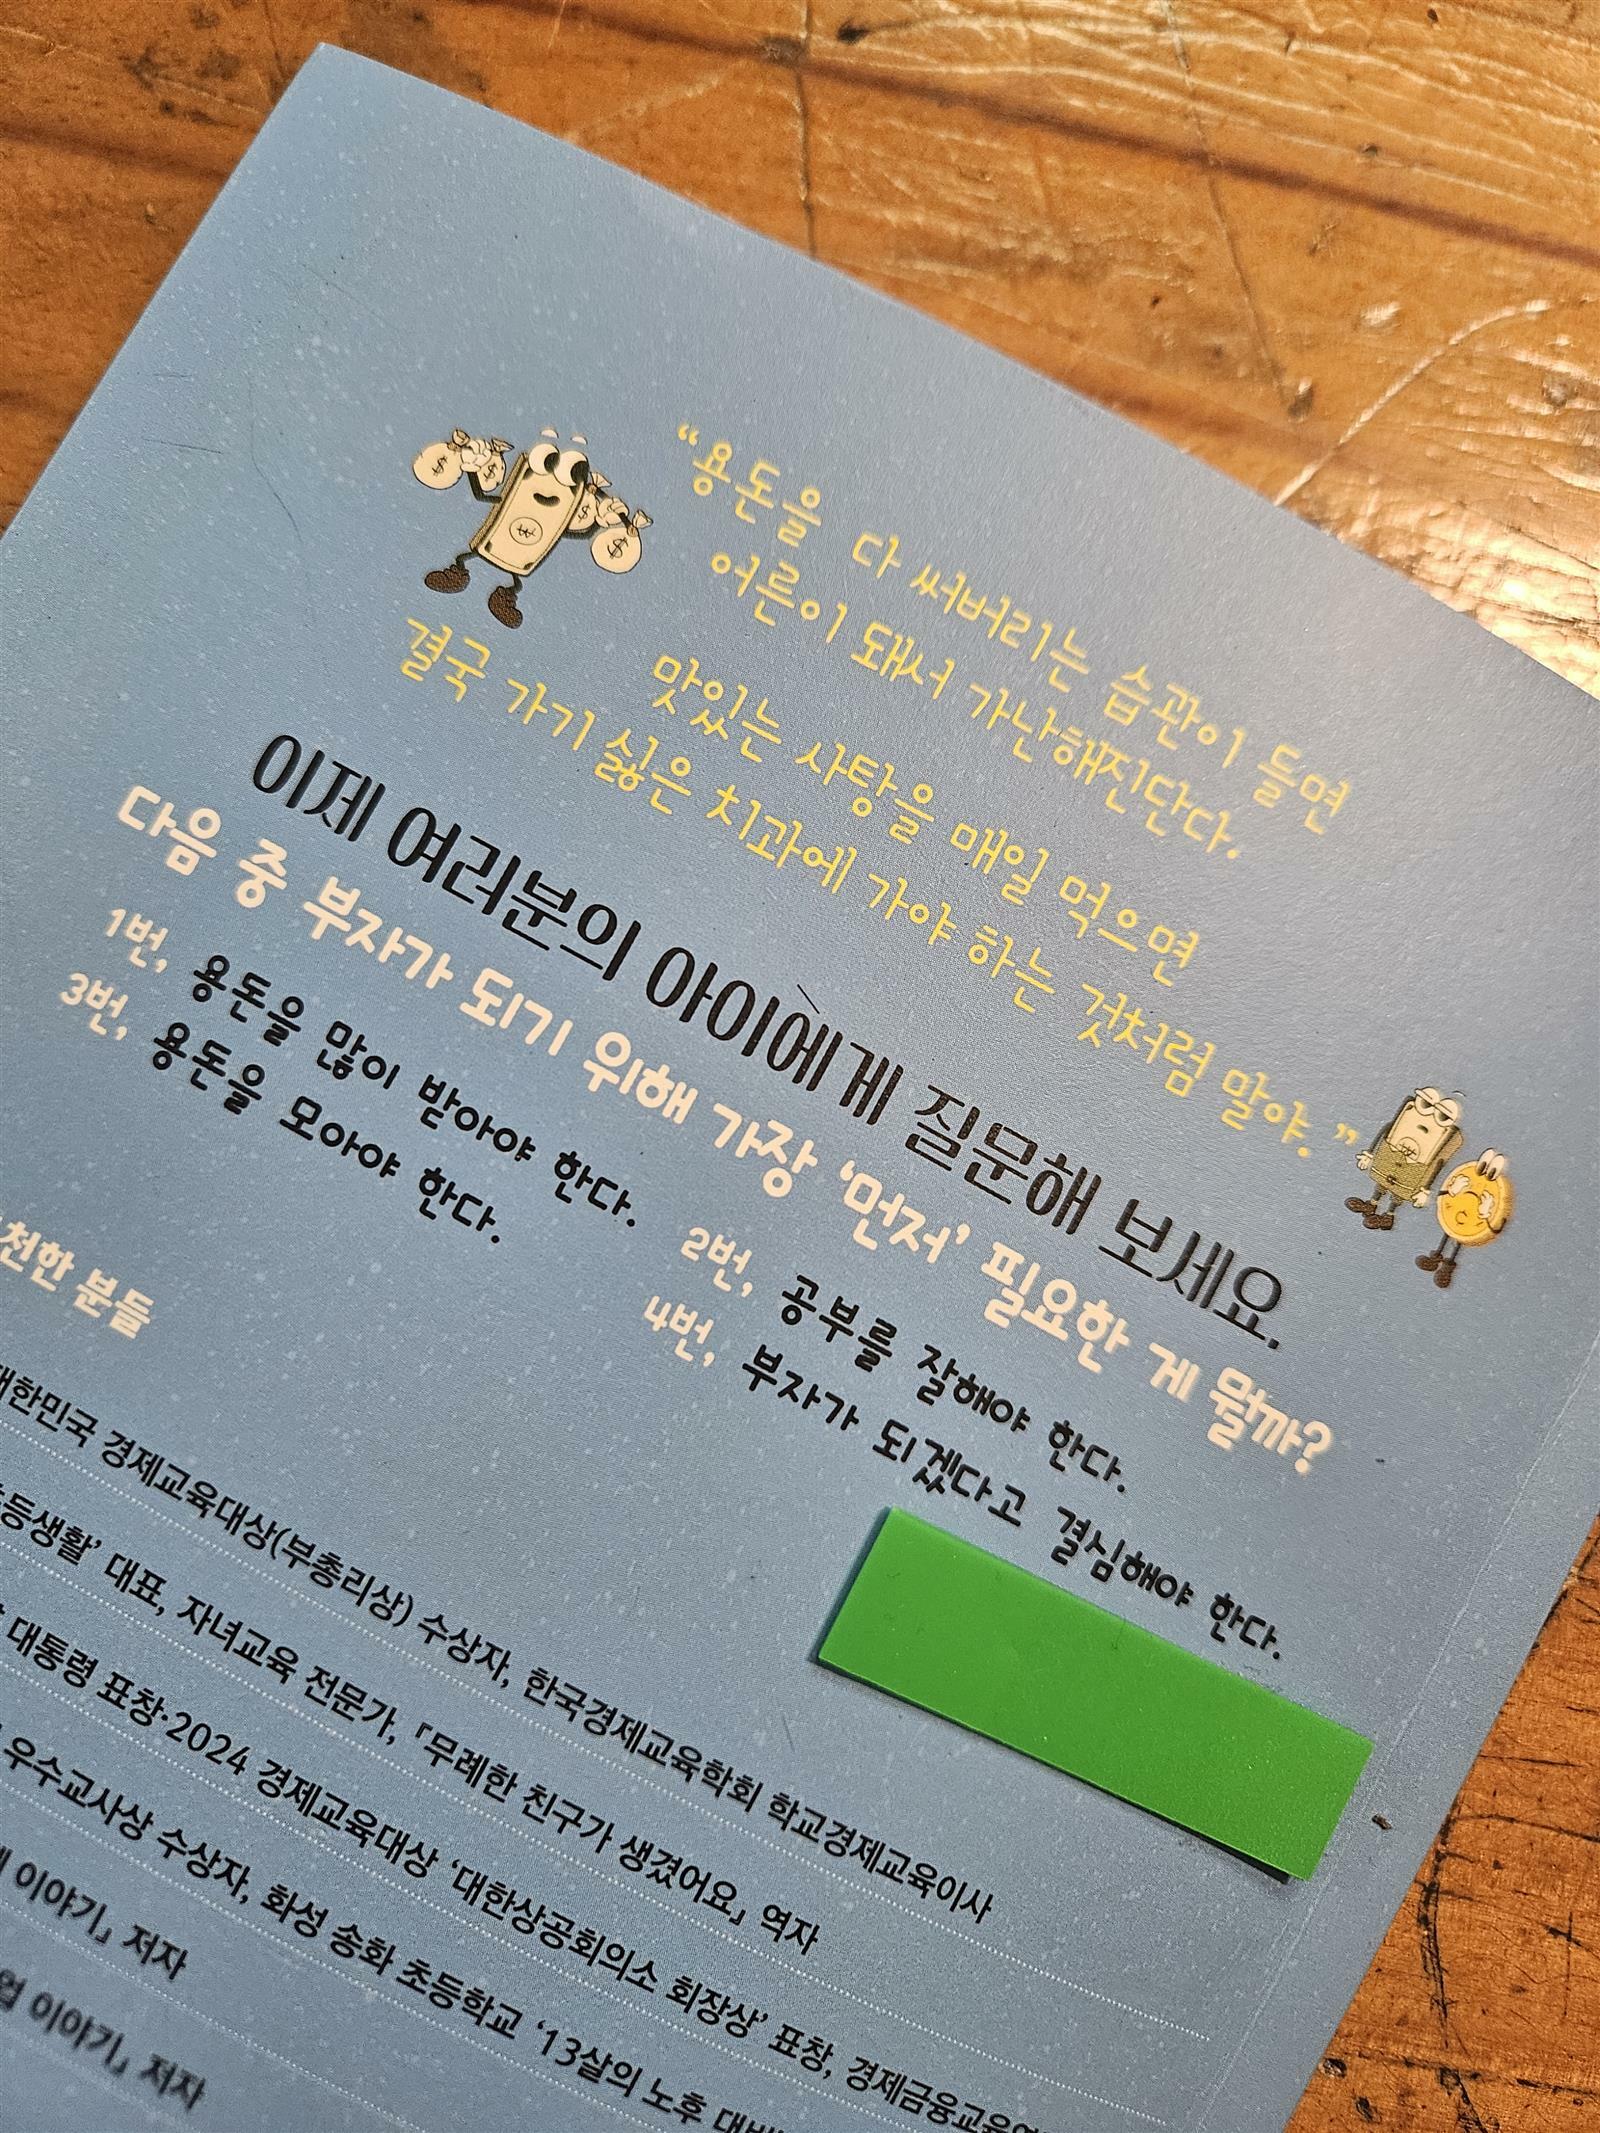 “용돈을 다 써버리는 습관이 들면
어른이 돼서 가난해진단다.
맛있는 사탕을 매일 먹으면
결국 가기 싫은 치과에 가야 하는 것처럼 말야.”
이제 여러분의 아이에게 질문해 보세요.
다음 중 부자가 되기 위해 가장 ‘먼저’ 필요한 게 뭘까?
1번, 용돈을 많이 받아야 한다.
2번, 공부를 잘해야 한다.
3번, 용돈을 모아야 한다.
4번, 부자가 되겠다고 결심해야 한다.
천한 분들
대한민국 경제교육대상(부총리상) 수상자, 한국경제교육학회 학교경제교육이사
등생활’ 대표, 자녀교육 전문가, 『무례한 친구가 생겼어요』 역자
대통령 표창·2024 경제교육대상 ‘대한상공회의소 회장상’ 표창, 경제금융교육연
우수교사상 수상자, 화성 송화 초등학교 ‘13살의 노후 대비
이야기』 저자
이야기』 저자